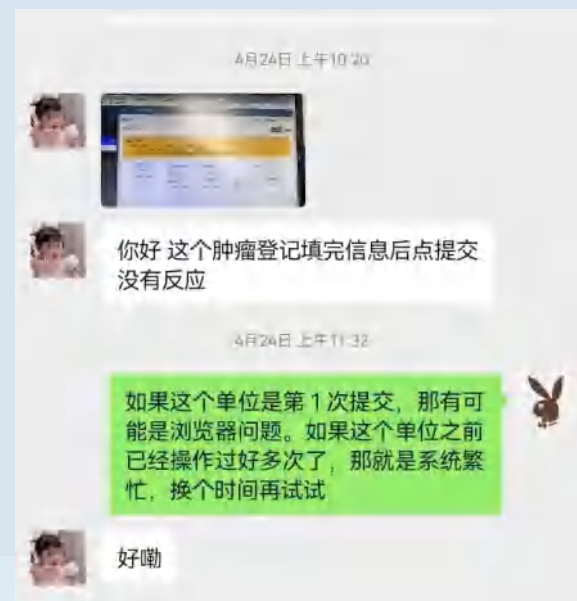 4月24日 上午10:20
你好 这个肿瘤登记填完信息后点提交
没有反应
4月24日 上午11:32
如果这个单位是第1次提交，那有可
能是浏览器问题。如果这个单位之前
已经操作过好多次了，那就是系统繁
忙，换个时间再试试
好嘞